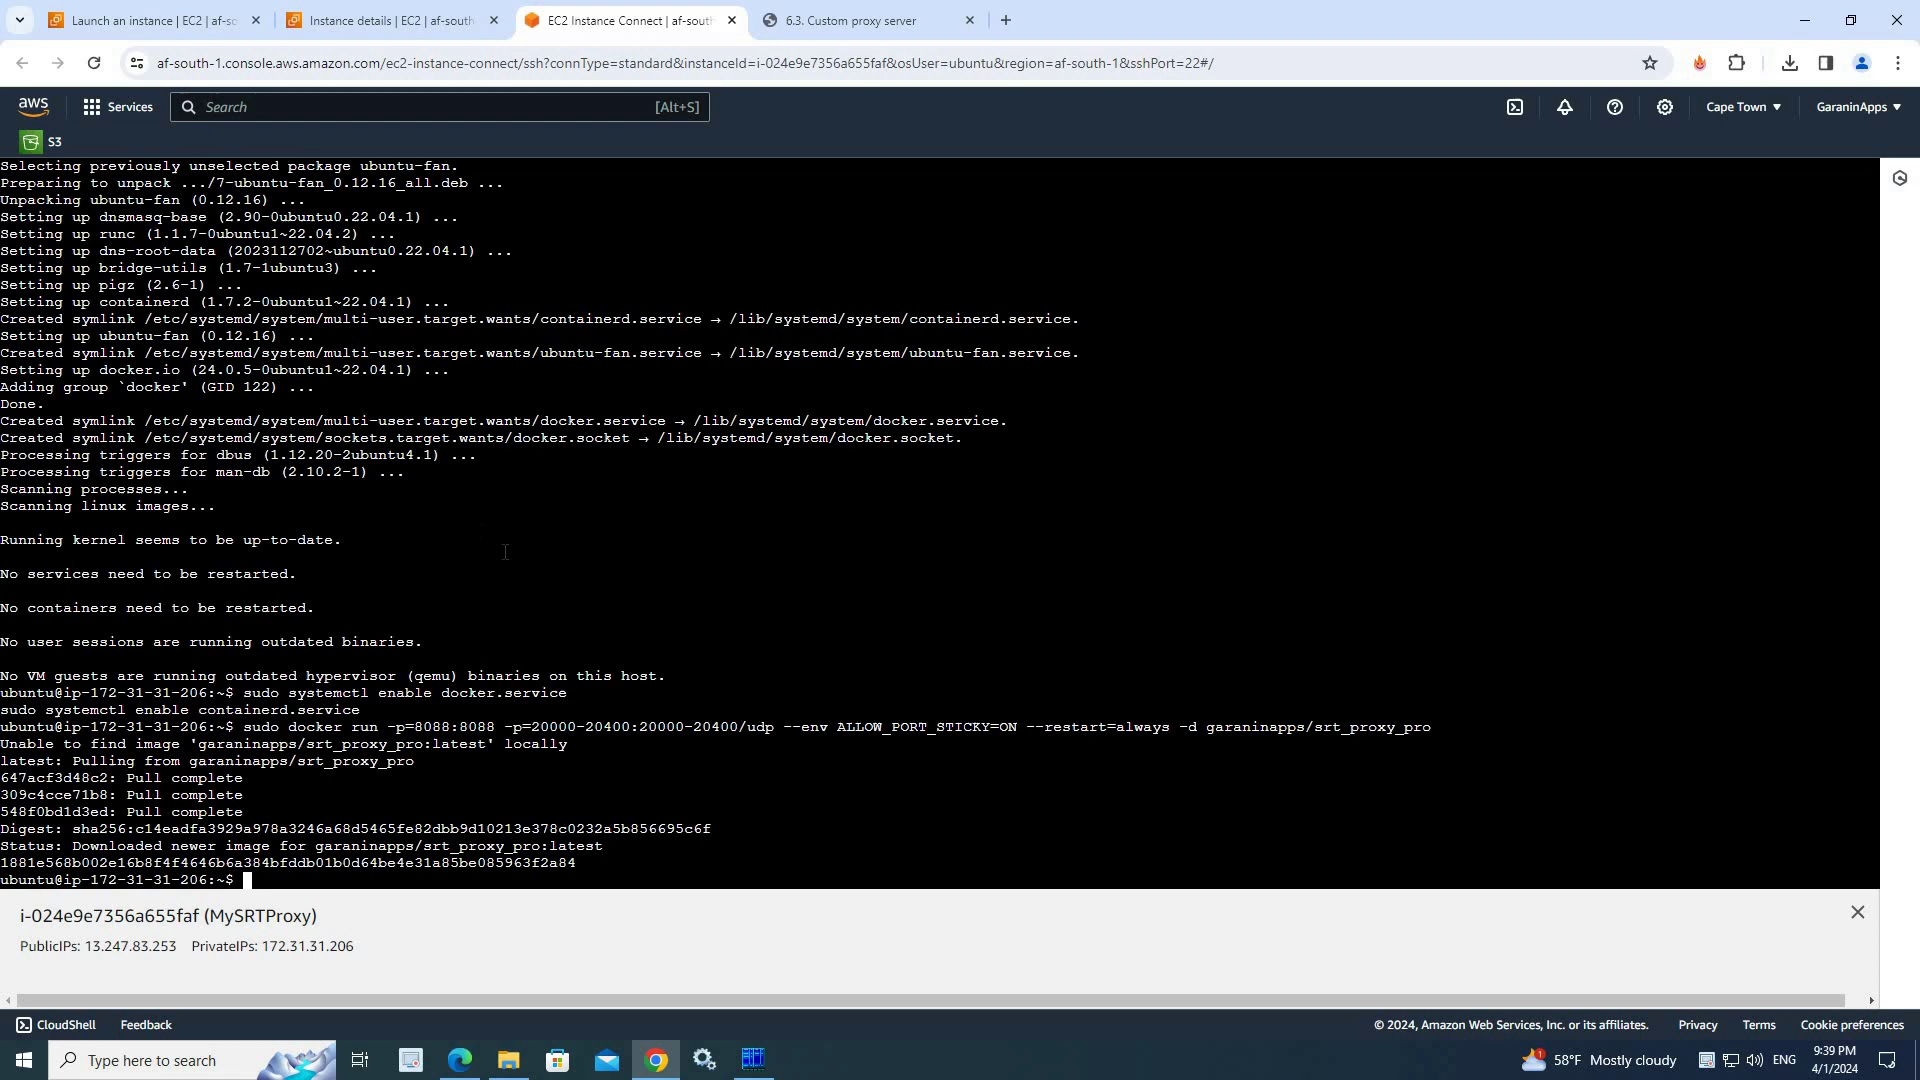 Launch an instance | EC2 | af-so
Instance details | EC2 | af-south
EC2 Instance Connect | af-south
6.3. Custom proxy server
af-south-1.console.aws.amazon.com/ec2-instance-connect/ssh?connType=standard&instanceId=i-024e9e7356a655faf&osUser=ubuntu&region=af-south-1&sshPort=22#/
aws
Services
Search
[Alt+S]
Cape Town
GaraninApps
S3
Selecting previously unselected package ubuntu-fan.
Preparing to unpack .../7-ubuntu-fan_0.12.16_all.deb ...
Unpacking ubuntu-fan (0.12.16) ...
Setting up dnsmasq-base (2.90-0ubuntu0.22.04.1) ...
Setting up runc (1.1.7-0ubuntu1~22.04.2) ...
Setting up dns-root-data (2023112702~ubuntu0.22.04.1) ...
Setting up bridge-utils (1.7-1ubuntu3) ...
Setting up pigz (2.6-1) ...
Setting up containerd (1.7.2-0ubuntu1~22.04.1) ...
Created symlink /etc/systemd/system/multi-user.target.wants/containerd.service → /lib/systemd/system/containerd.service.
Setting up ubuntu-fan (0.12.16) ...
Created symlink /etc/systemd/system/multi-user.target.wants/ubuntu-fan.service → /lib/systemd/system/ubuntu-fan.service.
Setting up docker.io (24.0.5-0ubuntu1~22.04.1) ...
Adding group `docker' (GID 122) ...
Done.
Created symlink /etc/systemd/system/multi-user.target.wants/docker.service → /lib/systemd/system/docker.service.
Created symlink /etc/systemd/system/sockets.target.wants/docker.socket → /lib/systemd/system/docker.socket.
Processing triggers for dbus (1.12.20-2ubuntu4.1) ...
Processing triggers for man-db (2.10.2-1) ...
Scanning processes...
Scanning linux images...
Running kernel seems to be up-to-date.
No services need to be restarted.
No containers need to be restarted.
No user sessions are running outdated binaries.
No VM guests are running outdated hypervisor (qemu) binaries on this host.
ubuntu@ip-172-31-31-206:~$ sudo systemctl enable docker.service
sudo systemctl enable containerd.service
ubuntu@ip-172-31-31-206:~$ sudo docker run -p=8088:8088 -p=20000-20400:20000-20400/udp --env ALLOW_PORT_STICKY=ON --restart=always -d garaninapps/srt_proxy_pro
Unable to find image 'garaninapps/srt_proxy_pro:latest' locally
latest: Pulling from garaninapps/srt_proxy_pro
647acf3d48c2: Pull complete
309c4cce71b8: Pull complete
548f0bd1d3ed: Pull complete
Digest: sha256:c14eadfa3929a978a3246a68d5465fe82dbb9d10213e378c0232a5b856695c6f
Status: Downloaded newer image for garaninapps/srt_proxy_pro:latest
1881e568b002e16b8f4f4646b6a384bfddb01b0d64be4e31a85be085963f2a84
ubuntu@ip-172-31-31-206:~$
i-024e9e7356a655faf (MySRTProxy)
PublicIPs: 13.247.83.253 PrivateIPs: 172.31.31.206
CloudShell
Feedback
© 2024, Amazon Web Services, Inc. or its affiliates.
Privacy
Terms
Cookie preferences
Type here to search
1
58°F Mostly cloudy
ENG
9:39 PM
4/1/2024